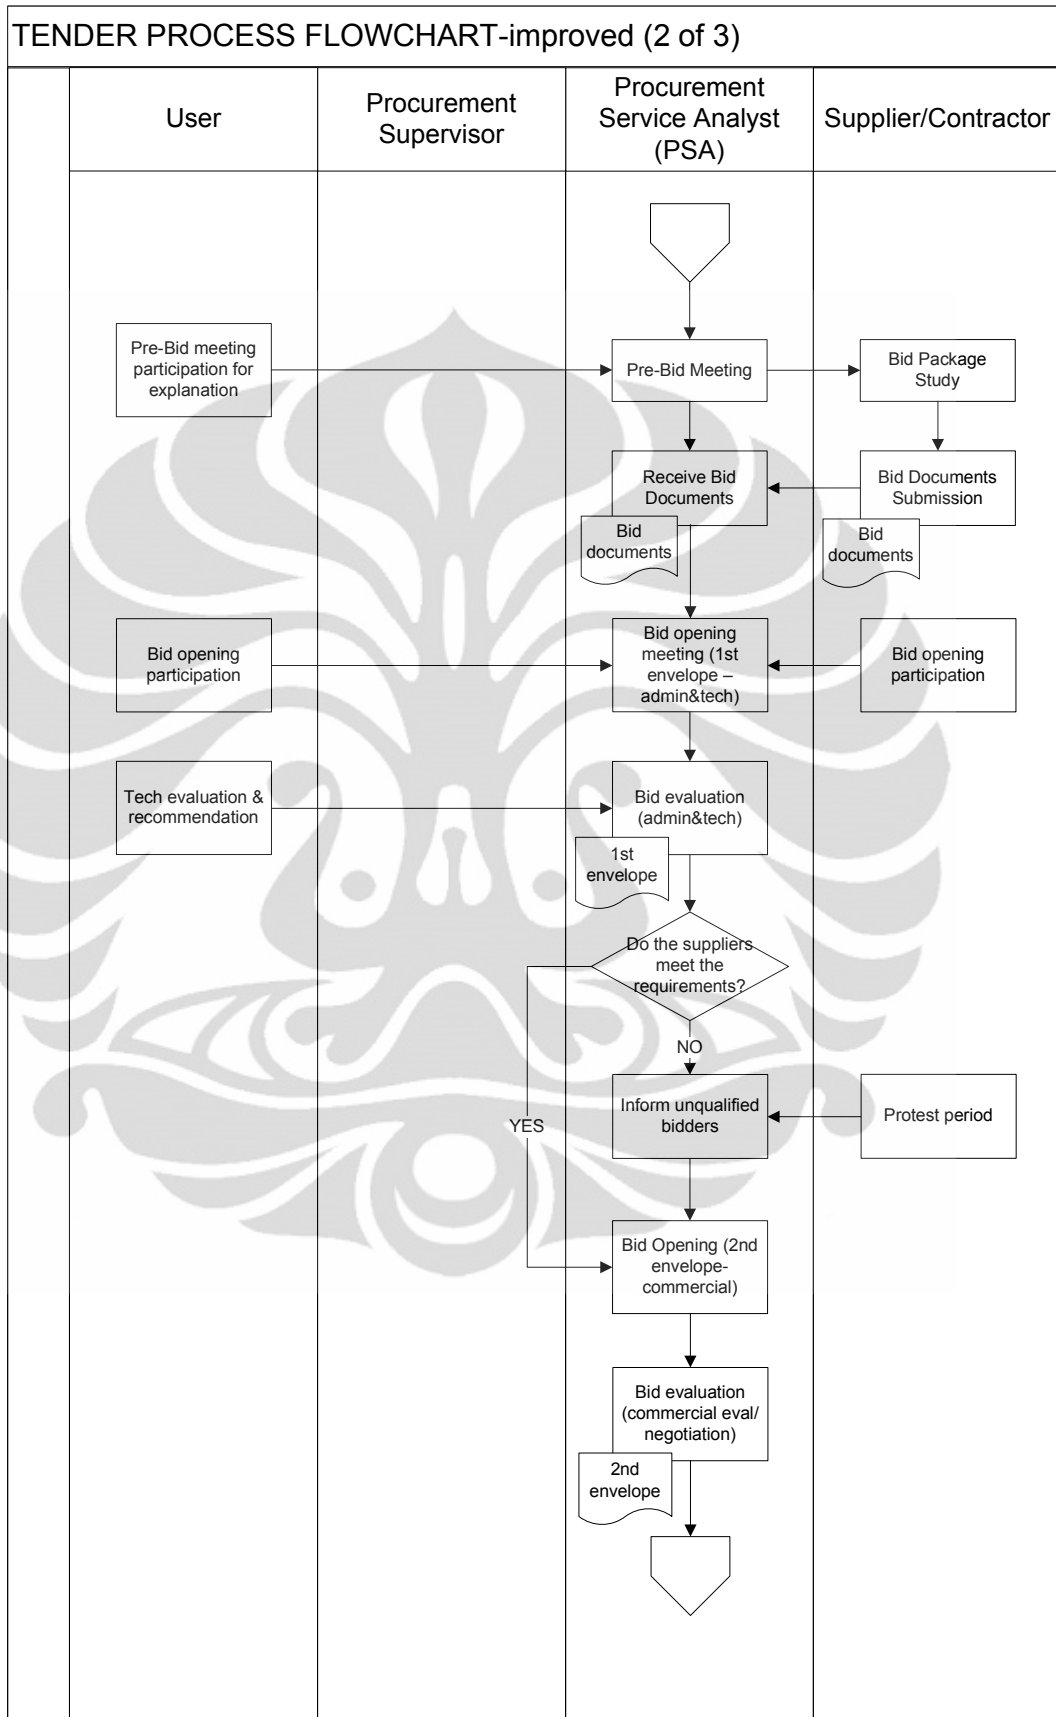 TENDER PROCESS FLOWCHART-improved (2 of 3)
User
Procurement
Supervisor
Procurement
Service Analyst
(PSA)
Supplier/Contractor
Pre-Bid meeting
participation for
explanation
Pre-Bid Meeting
Bid Package
Study
Receive Bid
Documents
Bid
documents
Bid Documents
Submission
Bid
documents
Bid opening
participation
Bid opening
meeting (1st
envelope –
admin&tech)
Bid opening
participation
Tech evaluation &
recommendation
Bid evaluation
(admin&tech)
1st
envelope
Do the suppliers
meet the
requirements?
NO
YES
Inform unqualified
bidders
Protest period
Bid Opening (2nd
envelope-
commercial)
Bid evaluation
(commercial eval/
negotiation)
2nd
envelope